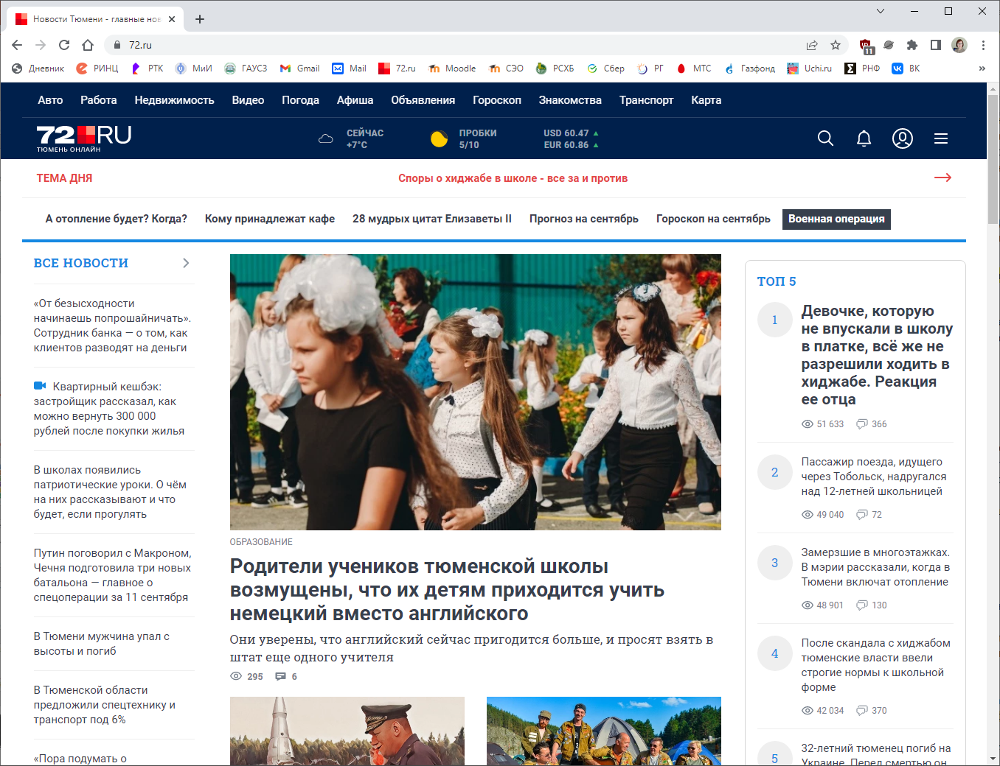 Новости Тюмени - главные нов
72.ru
11
Дневник РИНЦ РТК МиИ ГАУСЗ Gmail Mail 72.ru Moodle СЭО РСХБ Сбер РГ МТС Газфонд Uchi.ru РНФ ВК »
Авто Работа Недвижимость Видео Погода Афиша Объявления Гороскоп Знакомства Транспорт Карта
72 RU
ТЮМЕНЬ ОНЛАЙН
СЕЙЧАС
+7°C
ПРОБКИ
5/10
USD 60.47
EUR 60.86
ТЕМА ДНЯ
Споры о хиджабе в школе - все за и против
А отопление будет? Когда? Кому принадлежат кафе 28 мудрых цитат Елизаветы II Прогноз на сентябрь Гороскоп на сентябрь Военная операция
ВСЕ НОВОСТИ
«От безысходности
начинаешь попрошайничать».
Сотрудник банка — о том, как
клиентов разводят на деньги
Квартирный кешбэк:
застройщик рассказал, как
можно вернуть 300 000
рублей после покупки жилья
В школах появились
патриотические уроки. О чём
на них рассказывают и что
будет, если прогулять
Путин поговорил с Макроном,
Чечня подготовила три новых
батальона — главное о
спецоперации за 11 сентября
В Тюмени мужчина упал с
высоты и погиб
В Тюменской области
предложили спецтехнику и
транспорт под 6%
«Пора подумать о
ОБРАЗОВАНИЕ
Родители учеников тюменской школы
возмущены, что их детям приходится учить
немецкий вместо английского
Они уверены, что английский сейчас пригодится больше, и просят взять в
штат еще одного учителя
295 6
ТОП 5
1
Девочке, которую
не впускали в школу
в платке, всё же не
разрешили ходить в
хиджабе. Реакция
ее отца
51 633 366
2
Пассажир поезда, идущего
через Тобольск, надругался
над 12-летней школьницей
49 040 72
3
Замерзшие в многоэтажках.
В мэрии рассказали, когда в
Тюмени включат отопление
48 901 130
4
После скандала с хиджабом
тюменские власти ввели
строгие нормы к школьной
форме
42 034 370
5
32-летний тюменец погиб на
Украине. Перед смертью он